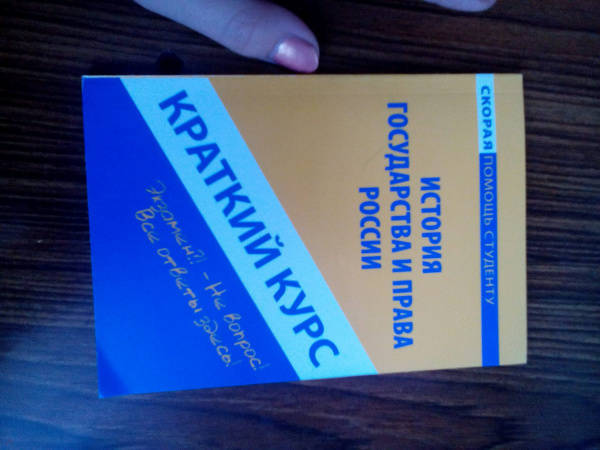 СКОРАЯ ПОМОЩЬ СТУДЕНТУ
ИСТОРИЯ
ГОСУДАРСТВА И ПРАВА
РОССИИ
КРАТКИЙ КУРС
Экзамен?! - Не вопрос!
Все ответы здесь!